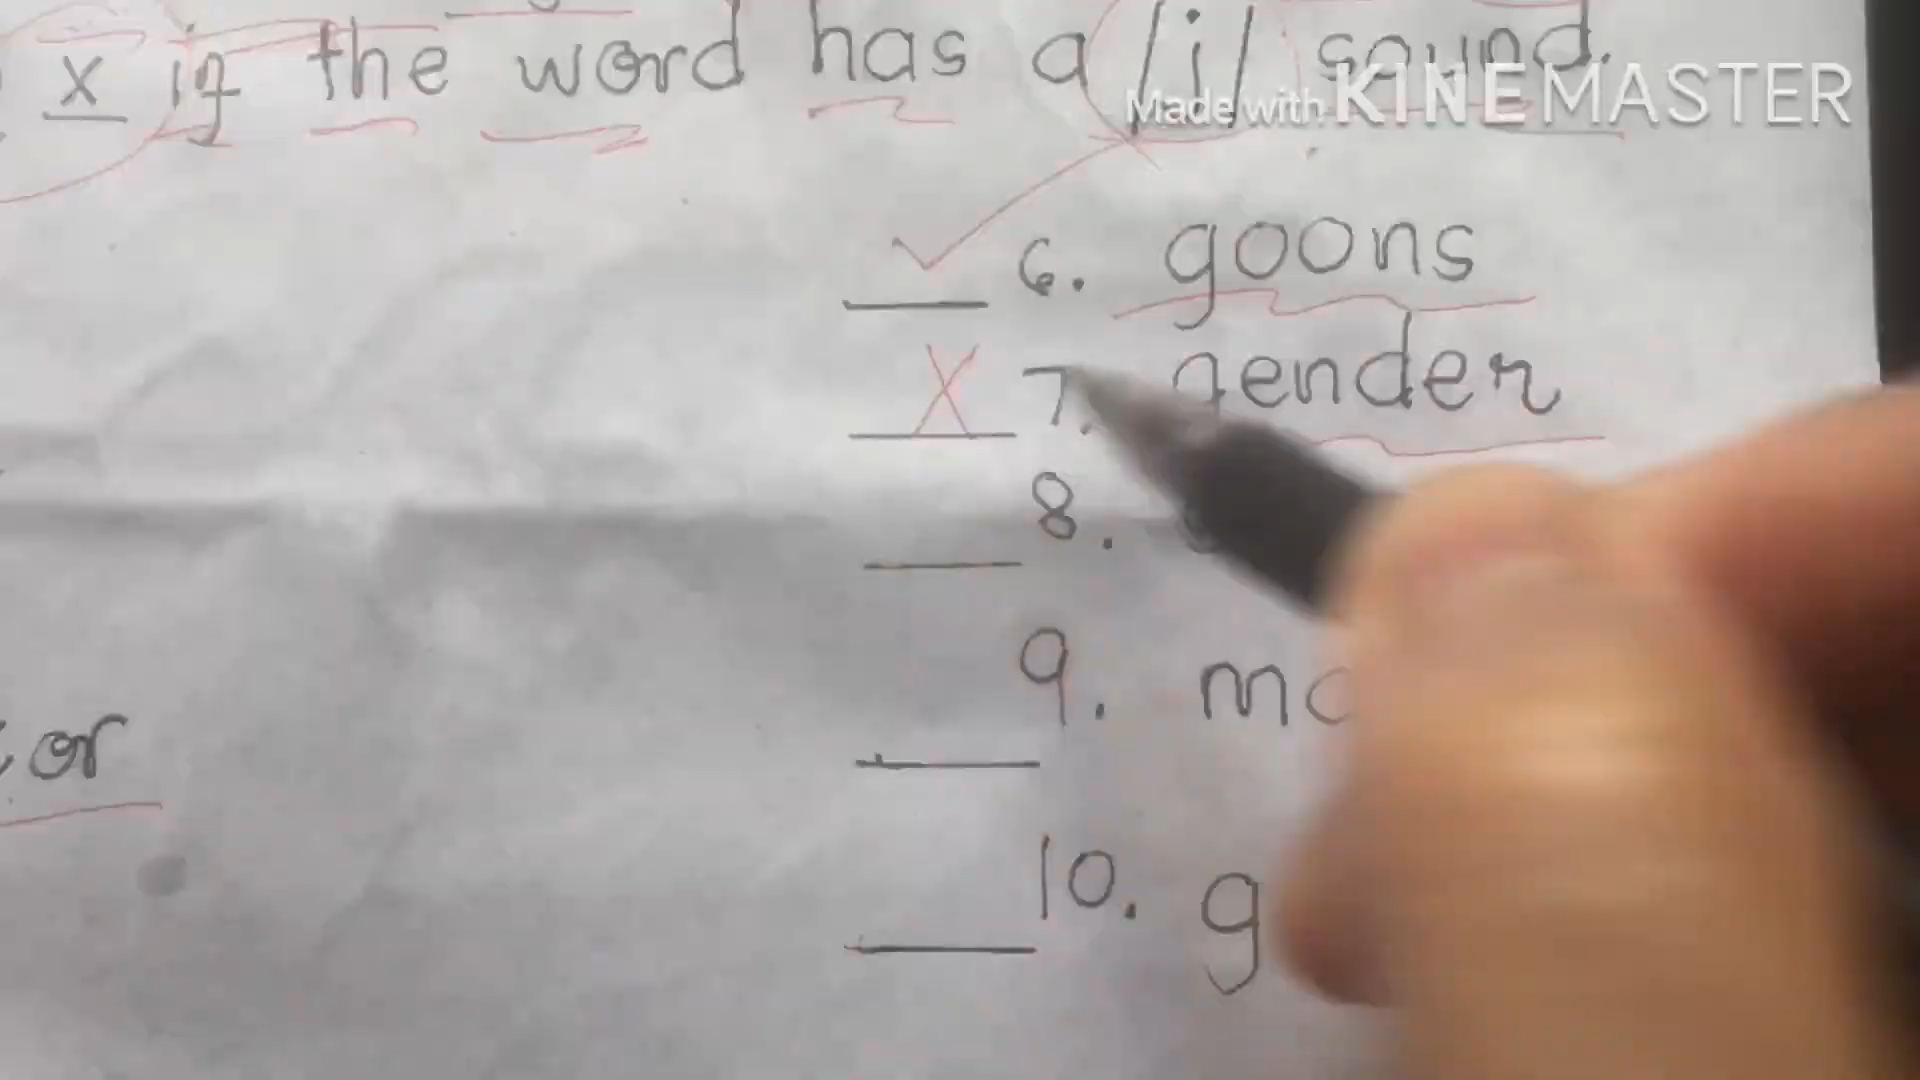 x if the word has a /j/ sound.
Made with KINEMASTER
✓ 6. goons
X 7. gender
8.
9.
or
10.